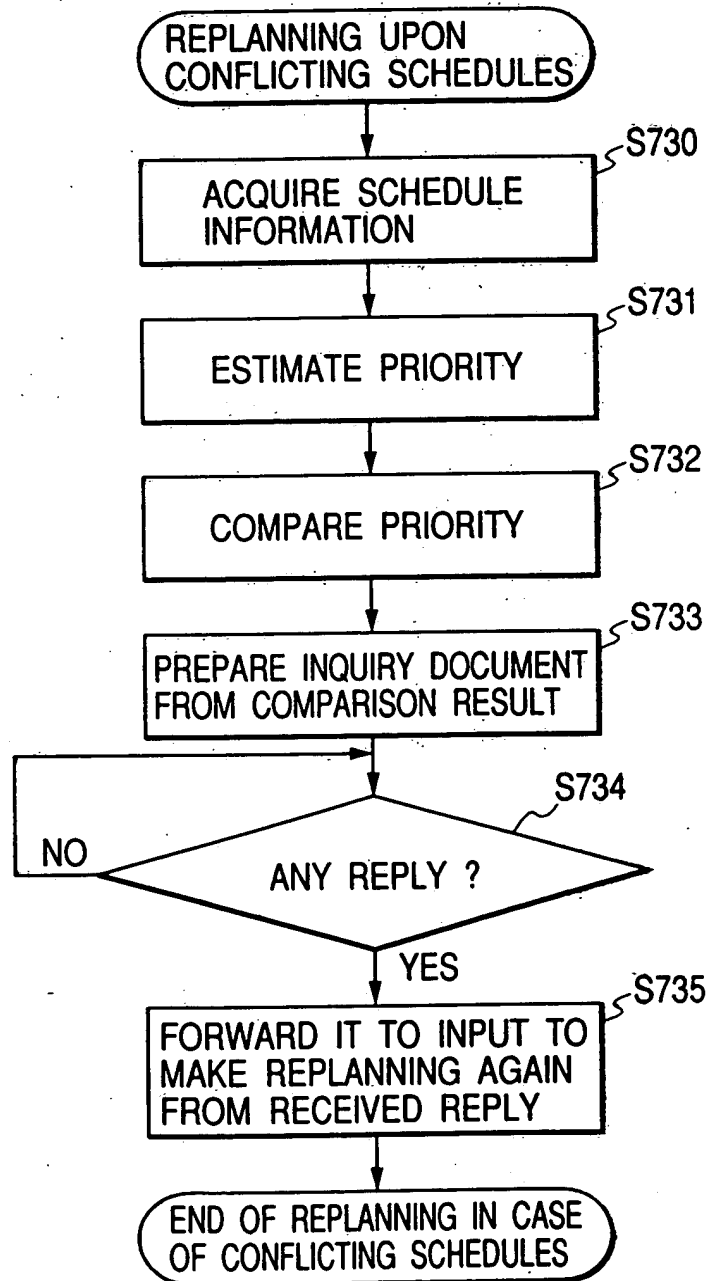 REPLANNING UPON
CONFLICTING SCHEDULES
S730
ACQUIRE SCHEDULE
INFORMATION
S731
ESTIMATE PRIORITY
S732
COMPARE PRIORITY
S733
PREPARE INQUIRY DOCUMENT
FROM COMPARISON RESULT
S734
NO
ANY REPLY ?
YES
S735
FORWARD IT TO INPUT TO
MAKE REPLANNING AGAIN
FROM RECEIVED REPLY
END OF REPLANNING IN CASE
OF CONFLICTING SCHEDULES